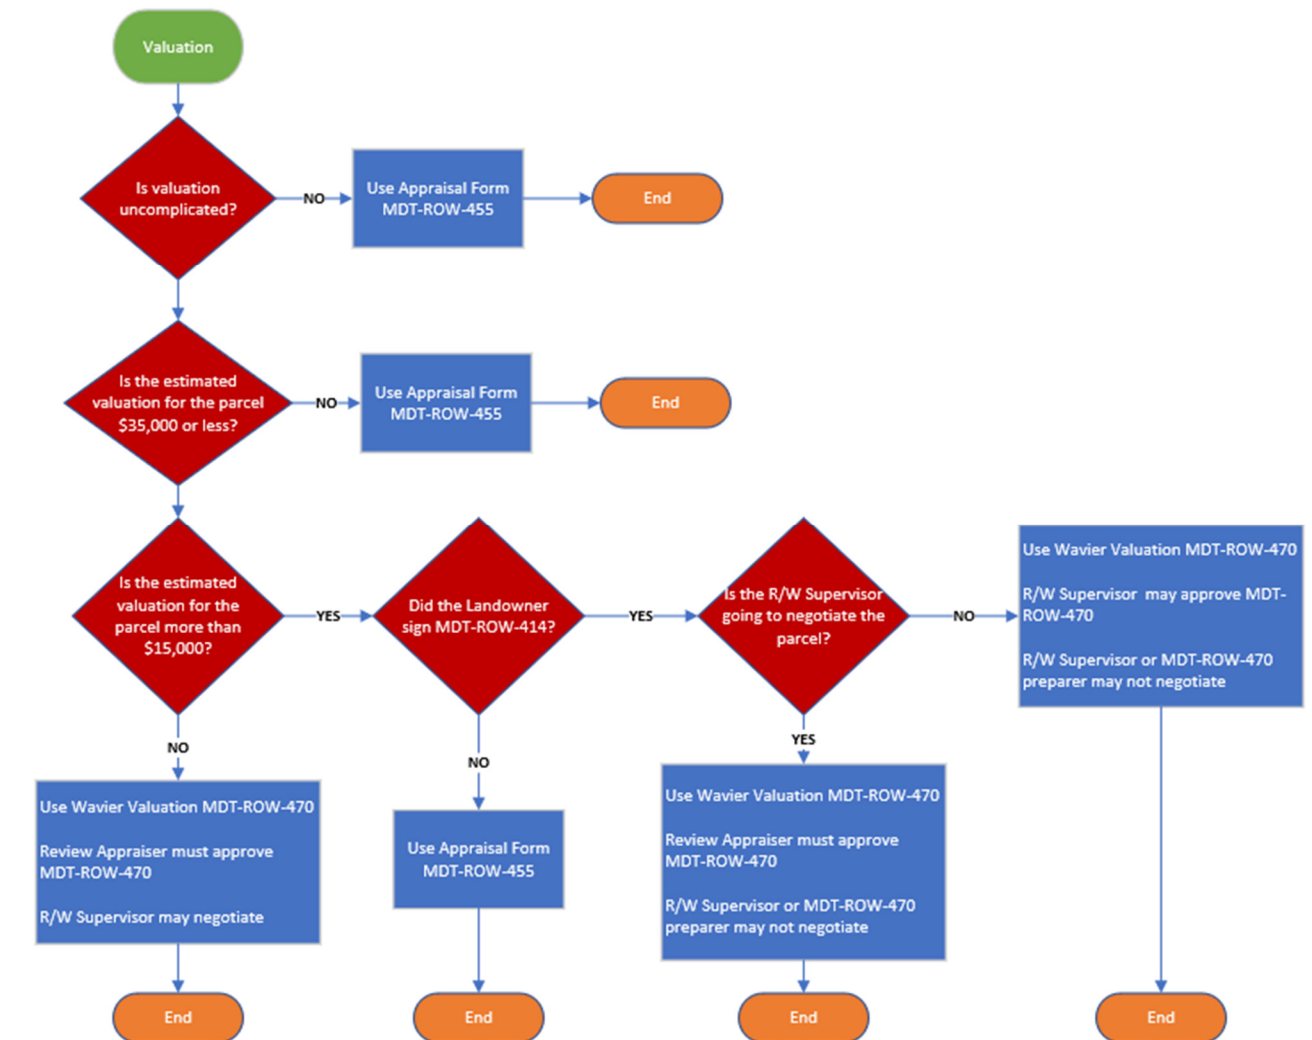 Valuation
Is valuation
uncomplicated?
NO
Use Appraisal Form
MDT-ROW-455
End
Is the estimated
valuation for the parcel
$35,000 or less?
NO
Use Appraisal Form
MDT-ROW-455
End
Is the estimated
valuation for the
parcel more than
$15,000?
YES
Did the Landowner
sign MDT-ROW-414?
YES
Is the R/W Supervisor
going to negotiate the
parcel?
NO
Use Wavier Valuation MDT-ROW-470
R/W Supervisor may approve MDT-
ROW-470
R/W Supervisor or MDT-ROW-470
preparer may not negotiate
NO
Use Wavier Valuation MDT-ROW-470
Review Appraiser must approve
MDT-ROW-470
R/W Supervisor may negotiate
NO
Use Appraisal Form
MDT-ROW-455
YES
Use Wavier Valuation MDT-ROW-470
Review Appraiser must approve
MDT-ROW-470
R/W Supervisor or MDT-ROW-470
preparer may not negotiate
End
End
End
End